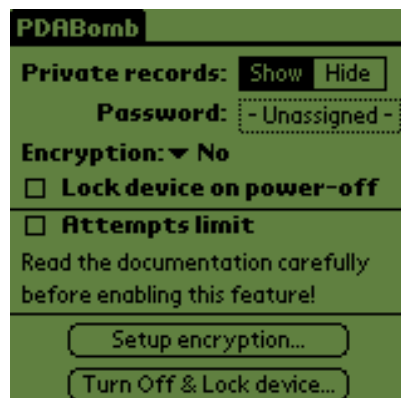 PDABomb
Private records: Show Hide
Password: - Unassigned -
Encryption: No
Lock device on power-off
Attempts limit
Read the documentation carefully
before enabling this feature!
Setup encryption...
Turn Off & Lock device...